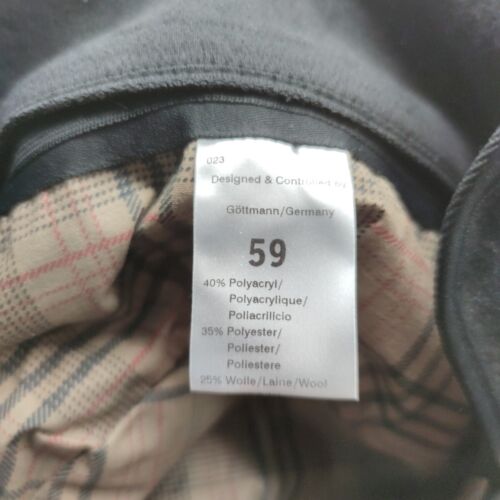 023
Designed & Controlled by
Göttmann/Germany
59
40% Polyacryl/
Polyacrylique/
Poliacrilicio
35% Polyester/
Poliester/
Poliestere
25% Wolle/Laine/Wool